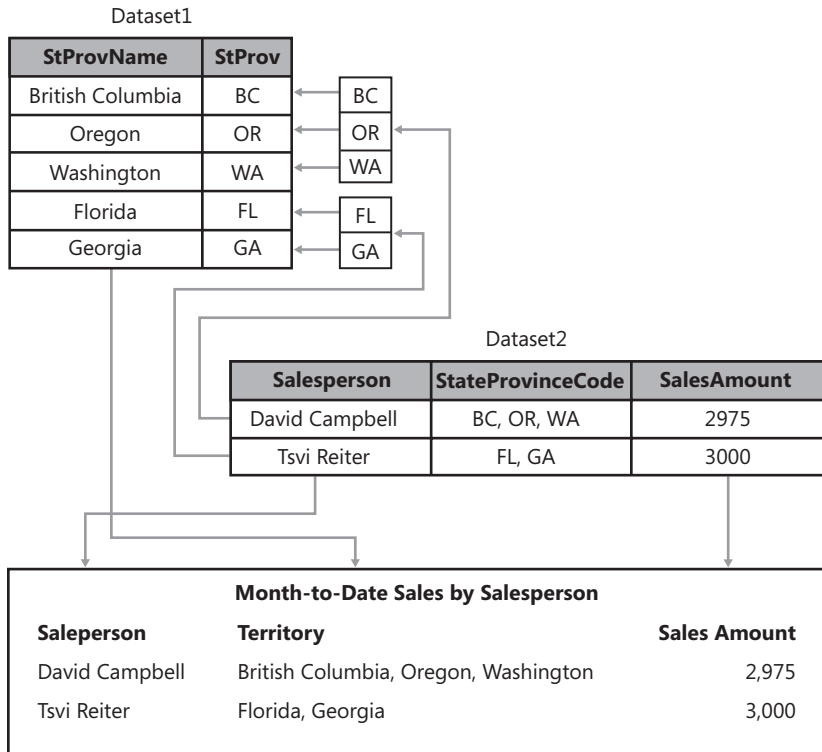 Dataset1
StProvName StProv
British Columbia BC BC
Oregon OR OR
Washington WA WA
Florida FL FL
Georgia GA GA
Dataset2
Salesperson StateProvinceCode SalesAmount
David Campbell BC, OR, WA 2975
Tsvi Reiter FL, GA 3000
Month-to-Date Sales by Salesperson
Saleperson Territory Sales Amount
David Campbell British Columbia, Oregon, Washington 2,975
Tsvi Reiter Florida, Georgia 3,000